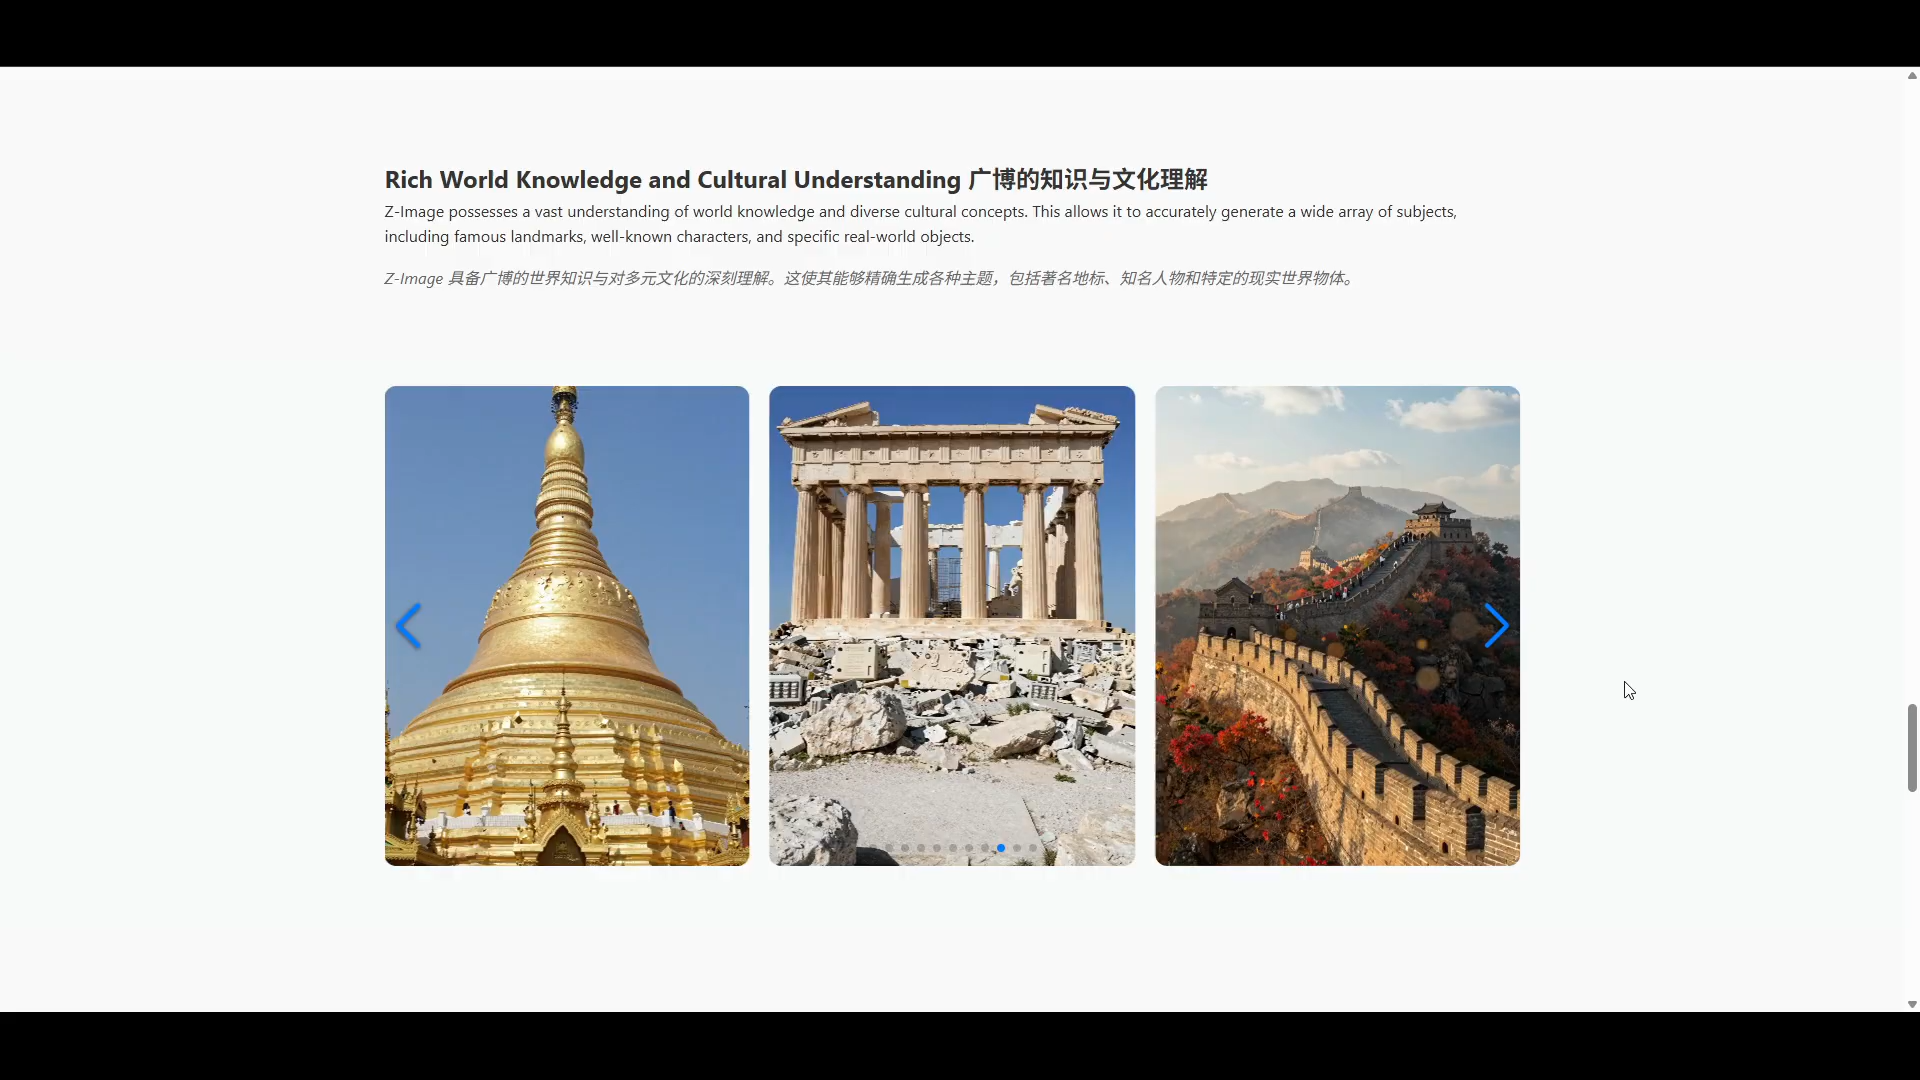 Rich World Knowledge and Cultural Understanding 广博的知识与文化理解
Z-Image possesses a vast understanding of world knowledge and diverse cultural concepts. This allows it to accurately generate a wide array of subjects,
including famous landmarks, well-known characters, and specific real-world objects.
Z-Image 具备广博的世界知识与对多元文化的深刻理解。这使其能够精确生成各种主题，包括著名地标、知名人物和特定的现实世界物体。